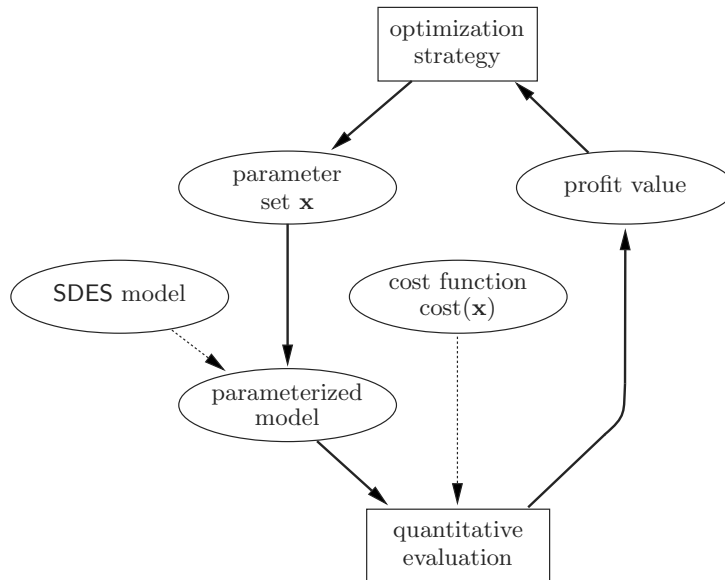 optimization
strategy
parameter
set x
profit value
SDES model
cost function
cost(x)
parameterized
model
quantitative
evaluation